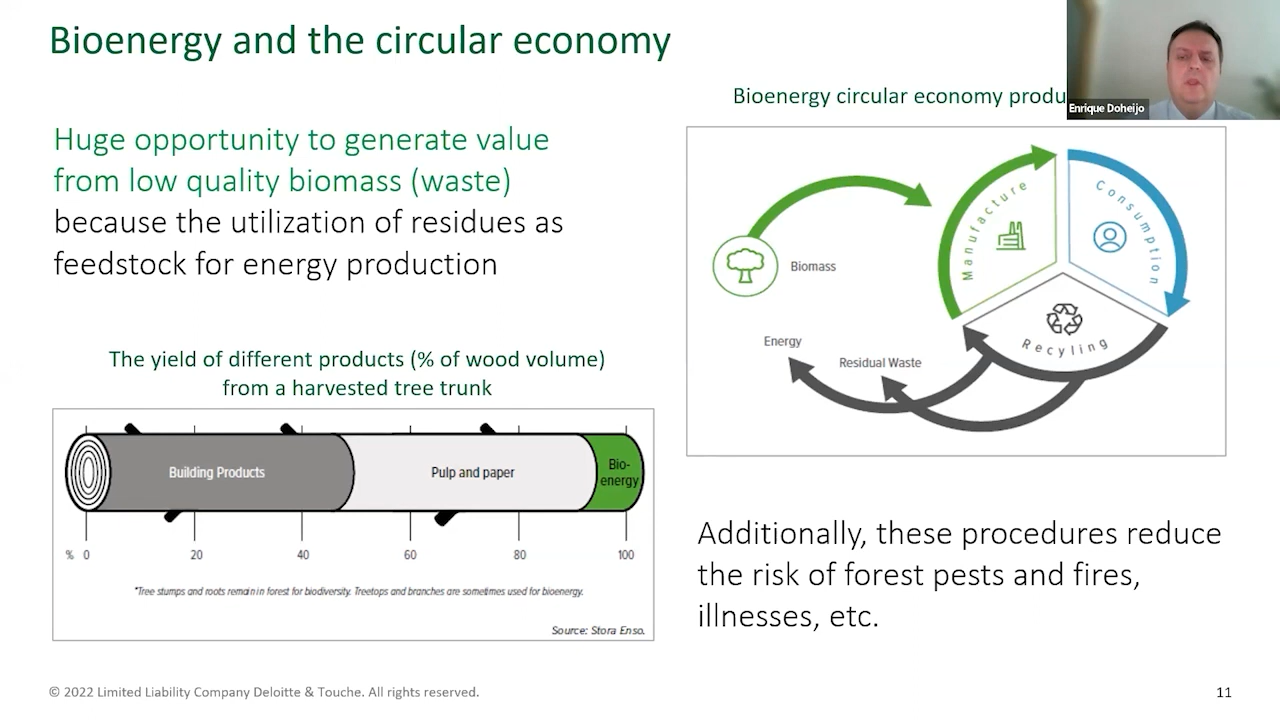 Bioenergy and the circular economy
Enrique Doheijo
Huge opportunity to generate value
from low quality biomass (waste)
because the utilization of residues as
feedstock for energy production
The yield of different products (% of wood volume)
from a harvested tree trunk
Building Products
Pulp and paper
Bio-
energy
% 0 20 40 60 80 100
*Tree stumps and roots remain in forest for biodiversity. Treetops and branches are sometimes used for bioenergy.
Source: Stora Enso.
Bioenergy circular economy
Manufacture
Consumption
Biomass
Recycling
Energy
Residual Waste
Additionally, these procedures reduce
the risk of forest pests and fires,
illnesses, etc.
© 2022 Limited Liability Company Deloitte & Touche. All rights reserved.
11